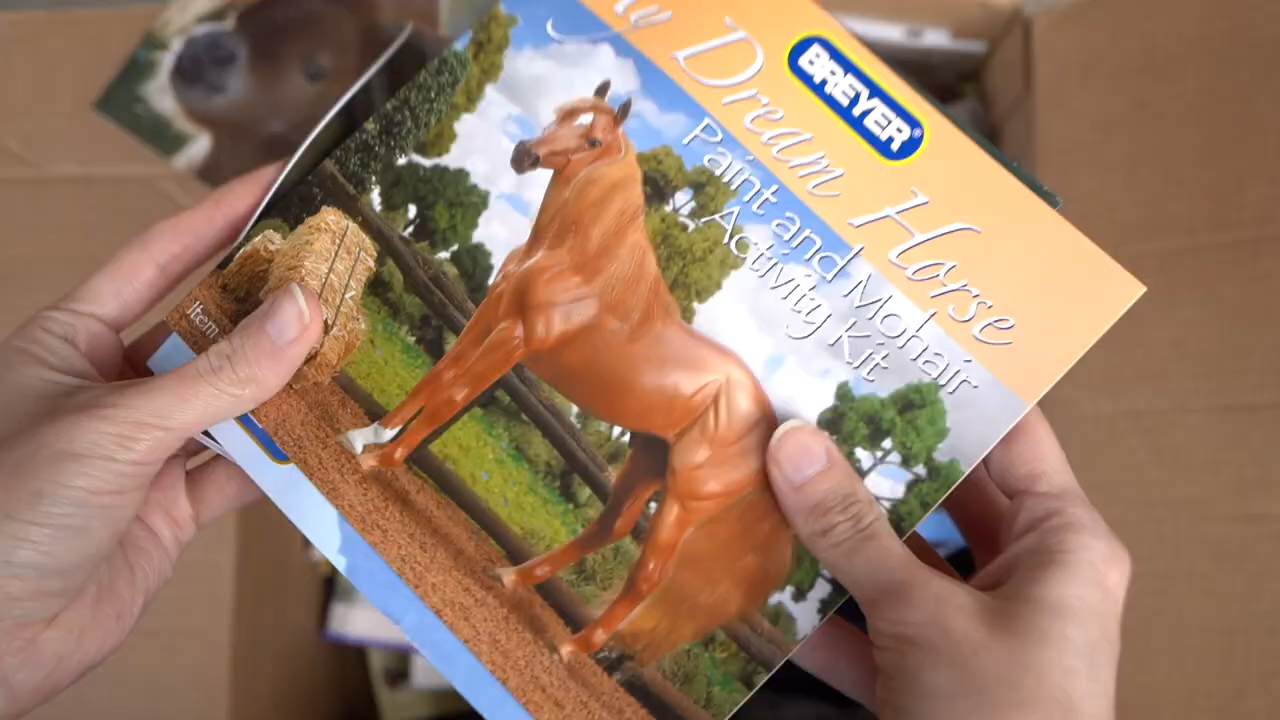 BREYER®
Dream Horse
Paint and Mohair
Activity Kit
Item